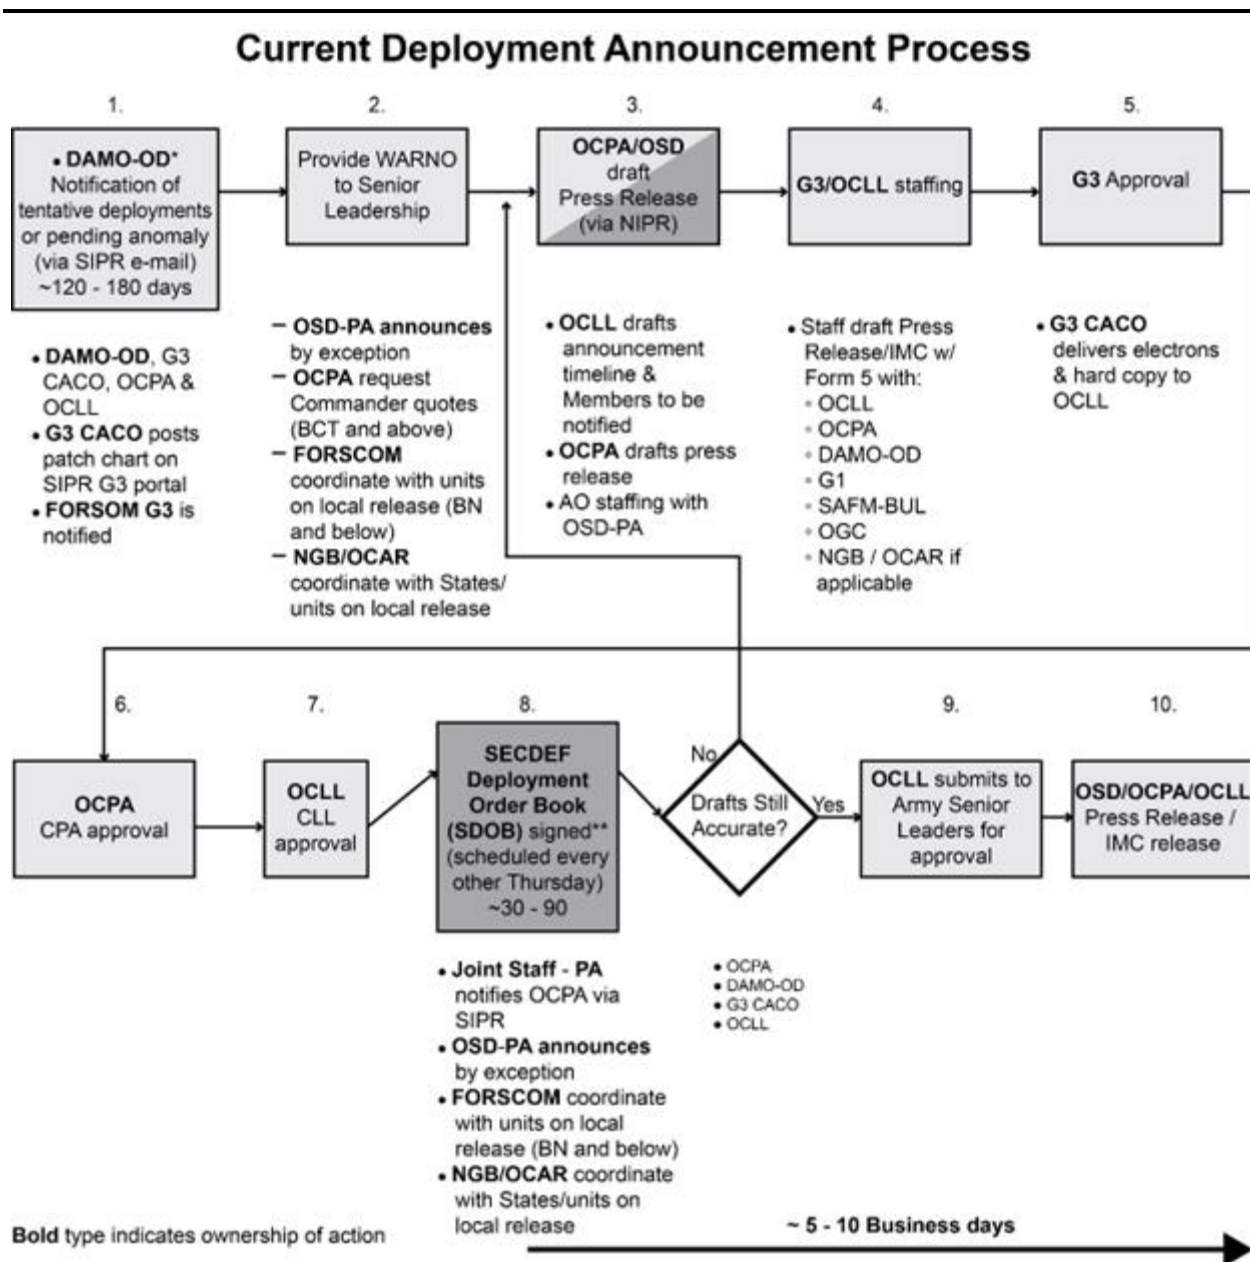 Current Deployment Announcement Process
1.
• DAMO-OD*
Notification of
tentative deployments
or pending anomaly
(via SIPR e-mail)
~120 - 180 days
• DAMO-OD, G3
CACO, OCPA &
OCLL
• G3 CACO posts
patch chart on
SIPR G3 portal
• FORSOM G3 is
notified
2.
Provide WARNO
to Senior
Leadership
– OSD-PA announces
by exception
– OCPA request
Commander quotes
(BCT and above)
– FORSCOM
coordinate with units
on local release (BN
and below)
– NGB/OCAR
coordinate with States/
units on local release
3.
OCPA/OSD
draft
Press Release
(via NIPR)
• OCLL drafts
announcement
timeline &
Members to be
notified
• OCPA drafts press
release
• AO staffing with
OSD-PA
4.
G3/OCLL staffing
• Staff draft Press
Release/IMC w/
Form 5 with:
• OCLL
• OCPA
• DAMO-OD
• G1
• SAFM-BUL
• OGC
• NGB / OCAR if
applicable
5.
G3 Approval
• G3 CACO
delivers electrons
& hard copy to
OCLL
6.
OCPA
CPA approval
7.
OCLL
CLL
approval
8.
SECDEF
Deployment
Order Book
(SDOB) signed**
(scheduled every
other Thursday)
~30 - 90
• Joint Staff - PA
notifies OCPA via
SIPR
• OSD-PA announces
by exception
• FORSCOM coordinate
with units on local
release (BN and below)
• NGB/OCAR coordinate
with States/units on
local release
No
Drafts Still
Accurate?
Yes
• OCPA
• DAMO-OD
• G3 CACO
• OCLL
9.
OCLL submits to
Army Senior
Leaders for
approval
10.
OSD/OCPA/OCLL
Press Release /
IMC release
Bold type indicates ownership of action
~ 5 - 10 Business days